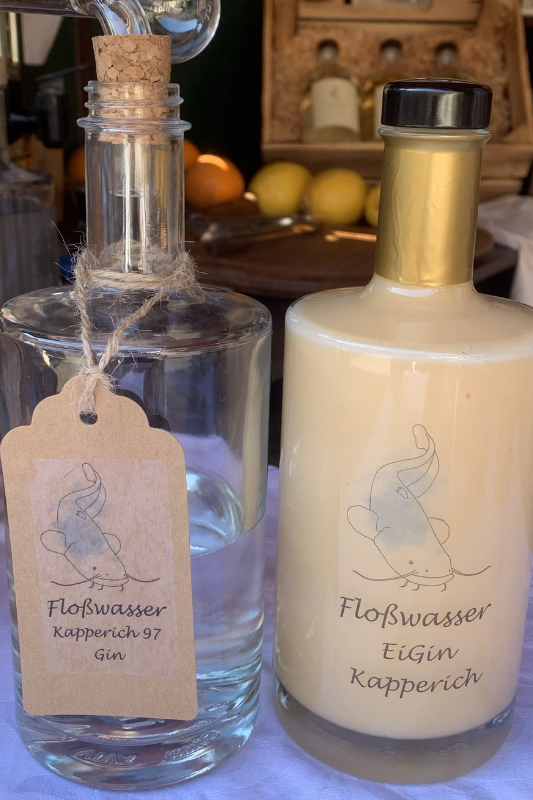 Floßwasser
Kapperich 97
Gin
Floßwasser
EiGin
Kapperich